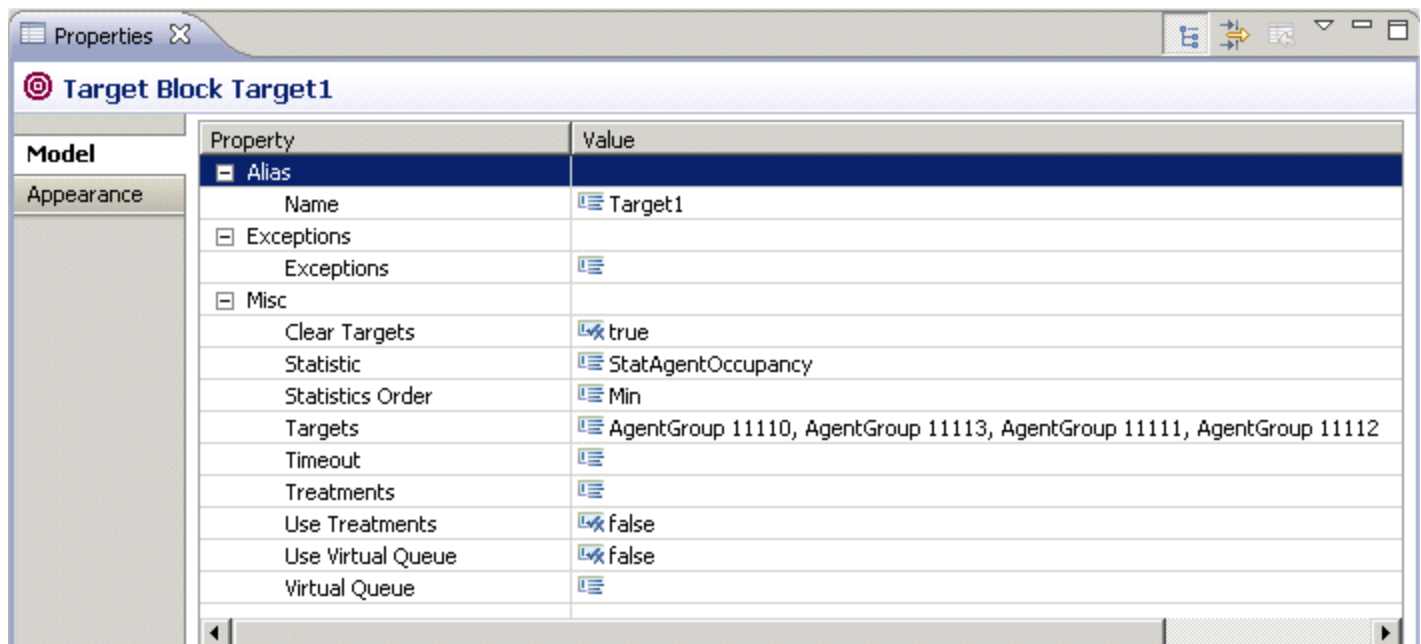 Properties
Target Block Target1
Model
Appearance
Property Value
Alias
Name Target1
Exceptions
Exceptions
Misc
Clear Targets true
Statistic StatAgentOccupancy
Statistics Order Min
Targets AgentGroup 11110, AgentGroup 11113, AgentGroup 11111, AgentGroup 11112
Timeout
Treatments
Use Treatments false
Use Virtual Queue false
Virtual Queue